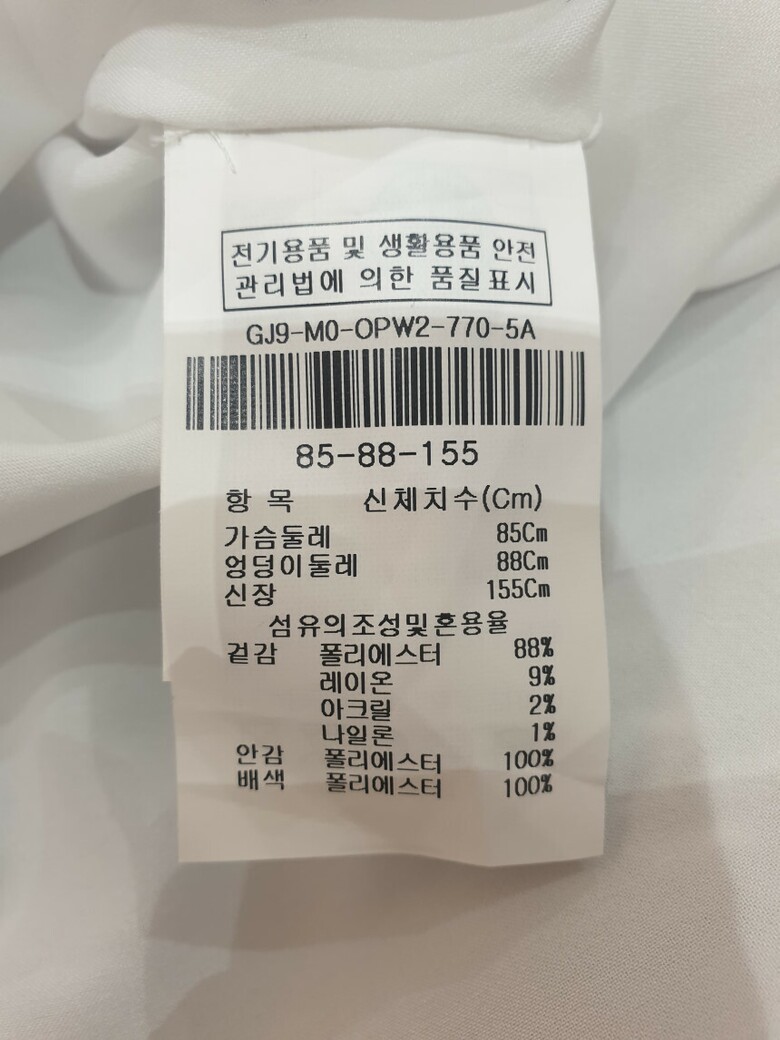 전기용품 및 생활용품 안전
관리법에 의한 품질표시
GJ9-M0-OPW2-770-5A
85-88-155
항 목 신체치수(Cm)
가슴둘레 85Cm
엉덩이둘레 88Cm
신장 155Cm
섬유의조성및혼용율
겉감 폴리에스터 88%
레이온 9%
아크릴 2%
나일론 1%
안감 폴리에스터 100%
배색 폴리에스터 100%